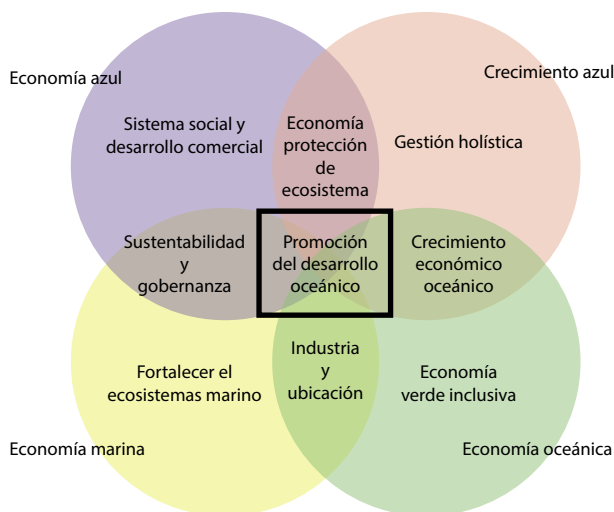 Economía azul
Crecimiento azul
Sistema social y
desarrollo comercial
Economía
protección de
ecosistema
Gestión holística
Sustentabilidad
y
gobernanza
Promoción
del desarrollo
oceánico
Crecimiento
económico
oceánico
Fortalecer el
ecosistemas marino
Industria
y
ubicación
Economía
verde inclusiva
Economía marina
Economía oceánica